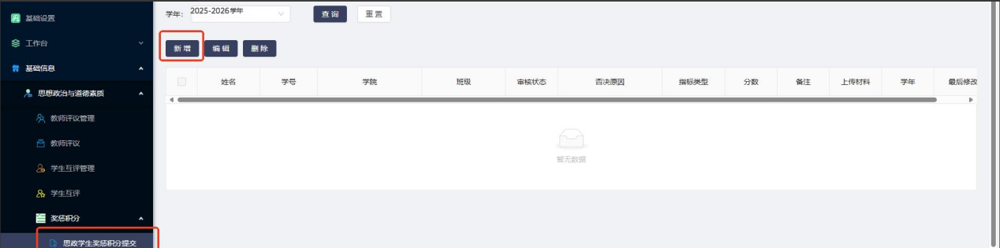 基础设置
工作台
基础信息
思想政治与道德素质
教师评议管理
教师评议
学生互评管理
学生互评
奖惩积分
思政学生奖惩积分提交
学年： 2025-2026学年 查询 重置
新增 编辑 删除
姓名 学号 学院 班级 审核状态 否决原因 指标类型 分数 备注 上传材料 学年 最后修改
暂无数据